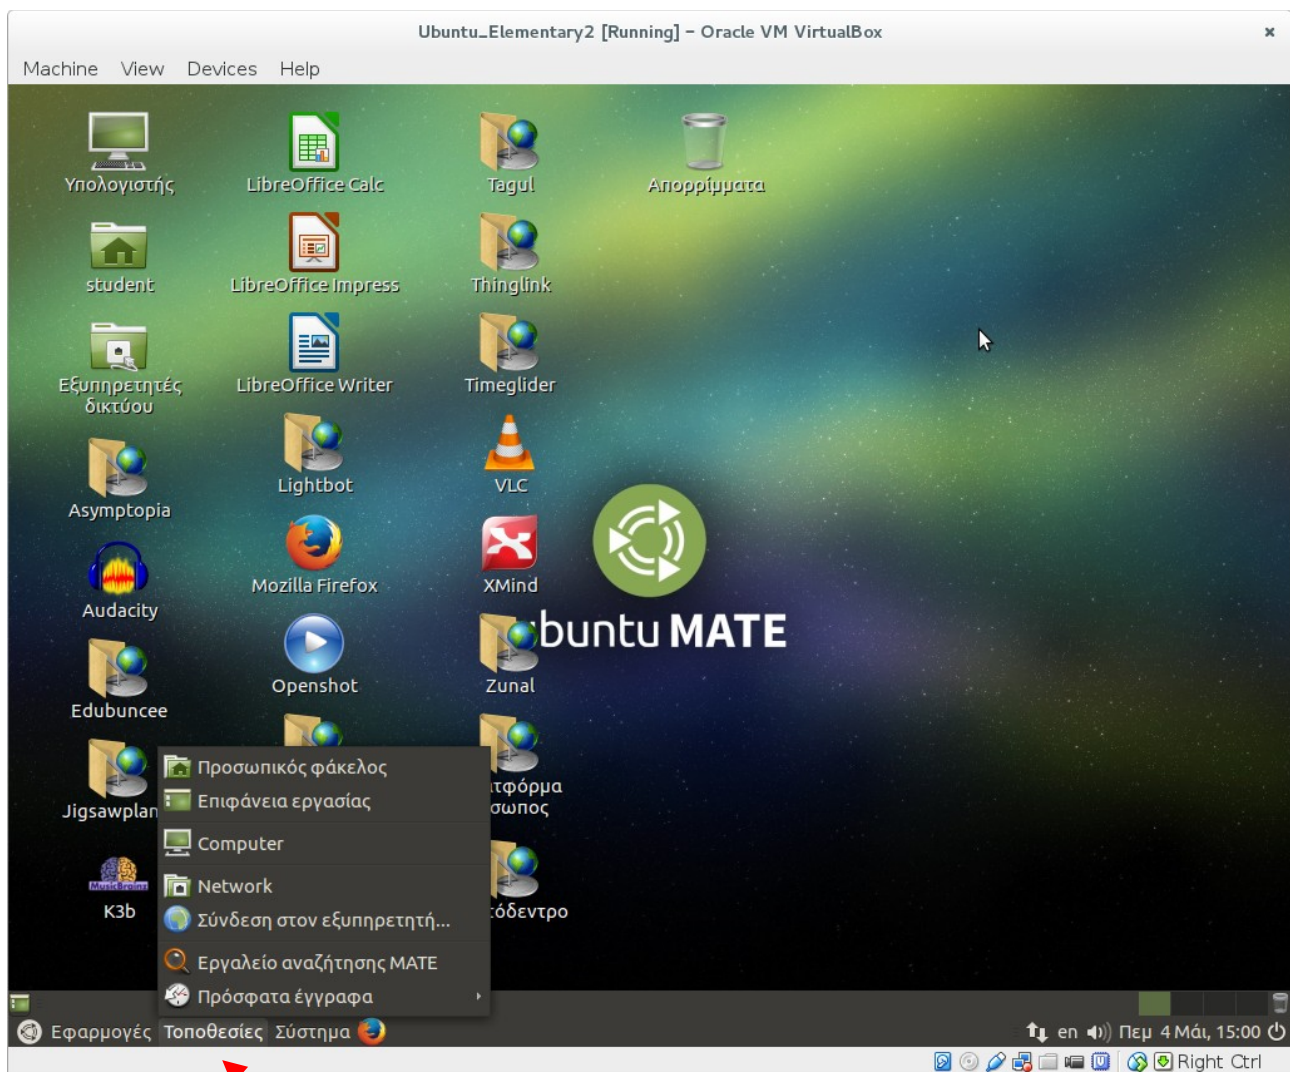 Ubuntu_Elementary2 [Running] – Oracle VM VirtualBox
Machine View Devices Help
Υπολογιστής
LibreOffice Calc
Tagul
Απορρίμματα
student
LibreOffice Impress
Thinglink
Εξυπηρετητές
δικτύου
LibreOffice Writer
Timeglider
Asymptopia
Lightbot
VLC
Audacity
Mozilla Firefox
XMind
ubuntu MATE
Edubuncee
Openshot
Zunal
Jigsawplan
τφόρμα
σωπος
MusicBrainz
K3b
όδεντρο
Προσωπικός φάκελος
Επιφάνεια εργασίας
Computer
Network
Σύνδεση στον εξυπηρετητή...
Εργαλείο αναζήτησης MATE
Πρόσφατα έγγραφα
Εφαρμογές Τοποθεσίες Σύστημα
en Πεμ 4 Μάι, 15:00
Right Ctrl